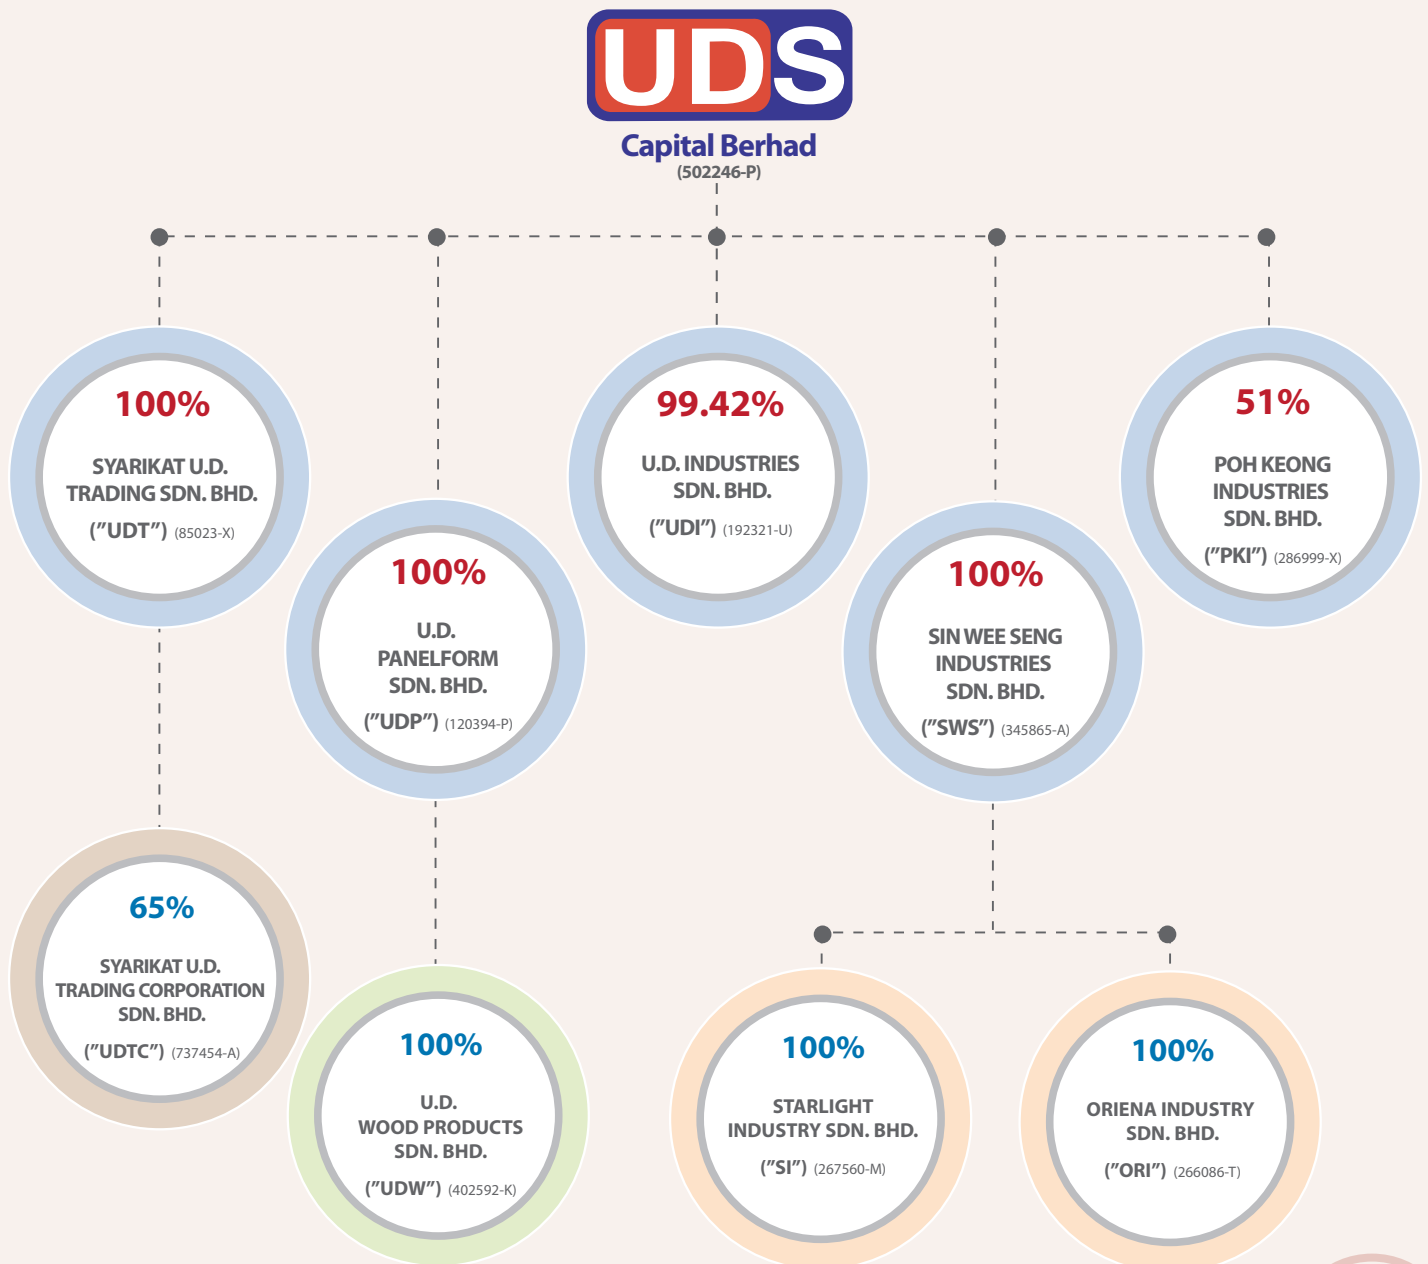 UDS
Capital Berhad
(502246-P)
100%
SYARIKAT U.D.
TRADING SDN. BHD.
("UDT") (85023-X)
100%
U.D.
PANELFORM
SDN. BHD.
("UDP") (120394-P)
99.42%
U.D. INDUSTRIES
SDN. BHD.
("UDI") (192321-U)
100%
SIN WEE SENG
INDUSTRIES
SDN. BHD.
("SWS") (345865-A)
51%
POH KEONG
INDUSTRIES
SDN. BHD.
("PKI") (286999-X)
65%
SYARIKAT U.D.
TRADING CORPORATION
SDN. BHD.
("UDTC") (737454-A)
100%
U.D.
WOOD PRODUCTS
SDN. BHD.
("UDW") (402592-K)
100%
STARLIGHT
INDUSTRY SDN. BHD.
("SI") (267560-M)
100%
ORIENA INDUSTRY
SDN. BHD.
("ORI") (266086-T)